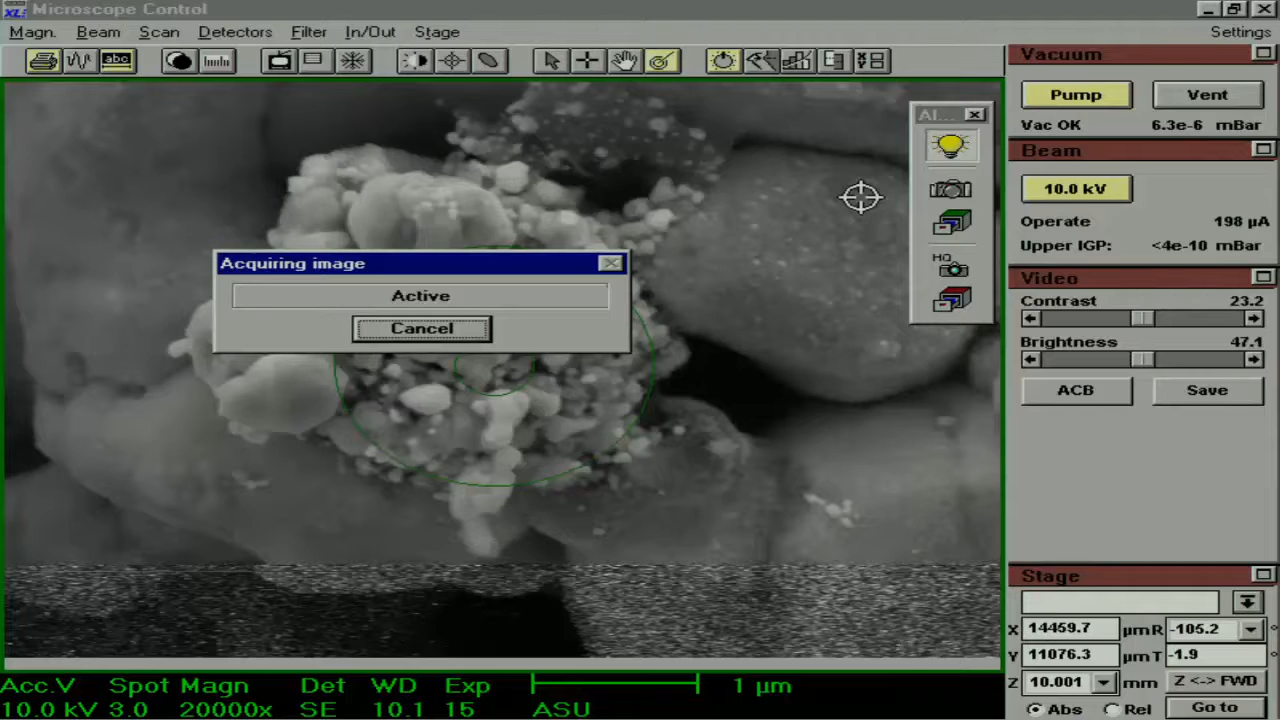 XL: Microscope Control
Magn. Beam Scan Detectors Filter In/Out Stage Settings
abc
Al...
HQ
Acquiring image
Active
Cancel
Vacuum
Pump Vent
Vac OK 6.3e-6 mBar
Beam
10.0 kV
Operate 198 µA
Upper IGP: <4e-10 mBar
Video
Contrast 23.2
Brightness 47.1
ACB Save
Stage
X 14459.7 µm R -105.2 °
Y 11076.3 µm T -1.9 °
Z 10.001 mm Z <-> FWD
Abs Rel Go to
Acc.V Spot Magn Det WD Exp 1 µm
10.0 kV 3.0 20000x SE 10.1 15 ASU